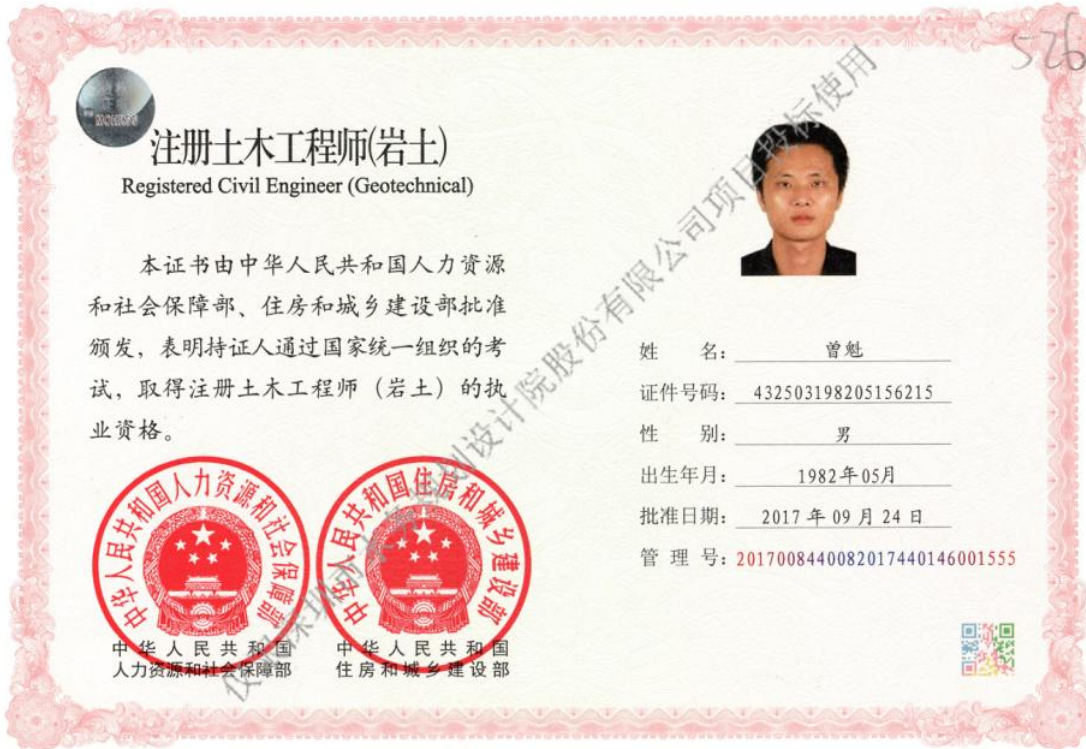 526
注册土木工程师(岩土)
Registered Civil Engineer (Geotechnical)
本证书由中华人民共和国人力资源
和社会保障部、住房和城乡建设部批准
颁发，表明持证人通过国家统一组织的考
试，取得注册土木工程师（岩土）的执
业资格。
中华人民共和国人力资源和社会保障部
中华人民共和国住房和城乡建设部
中华人民共和国
人力资源和社会保障部
中华人民共和国
住房和城乡建设部
姓 名： 曾魁
证件号码： 432503198205156215
性 别： 男
出生年月： 1982年05月
批准日期： 2017年09月24日
管 理 号：2017008440082017440146001555
设计院股份有限公司项目投标使用